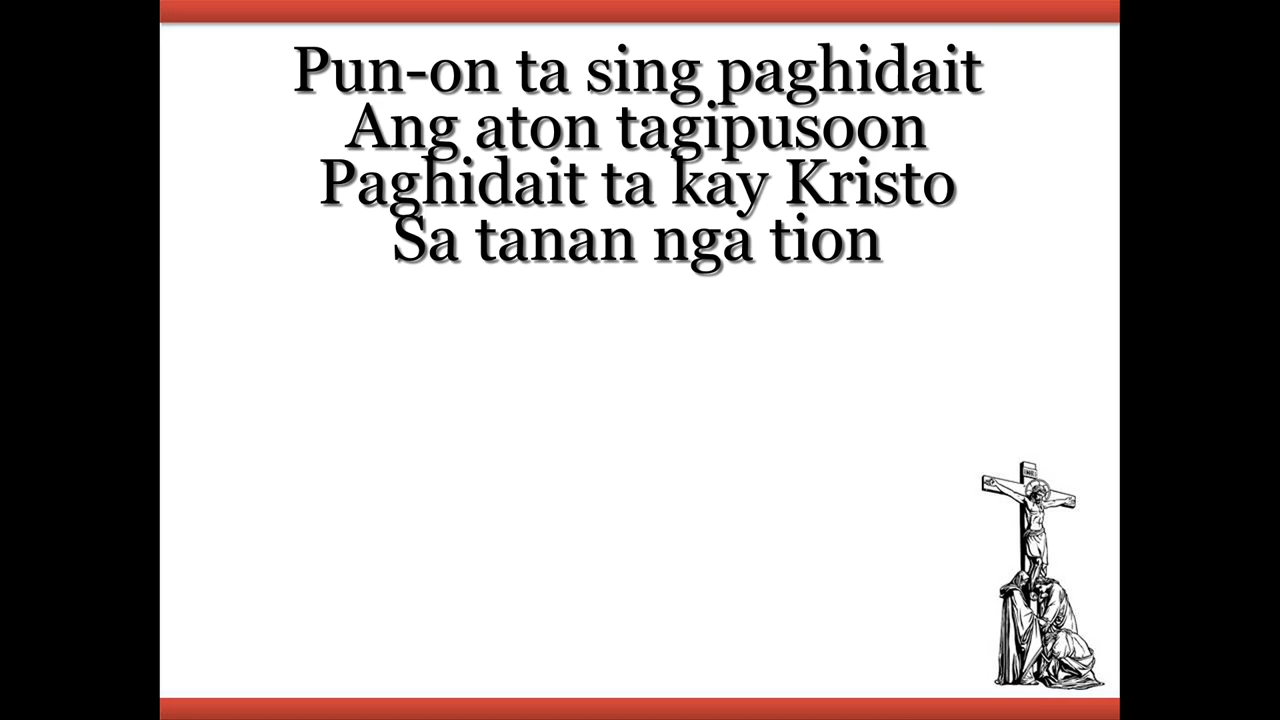 Pun-on ta sing paghidait
Ang aton tagipusoon
Paghidait ta kay Kristo
Sa tanan nga tion